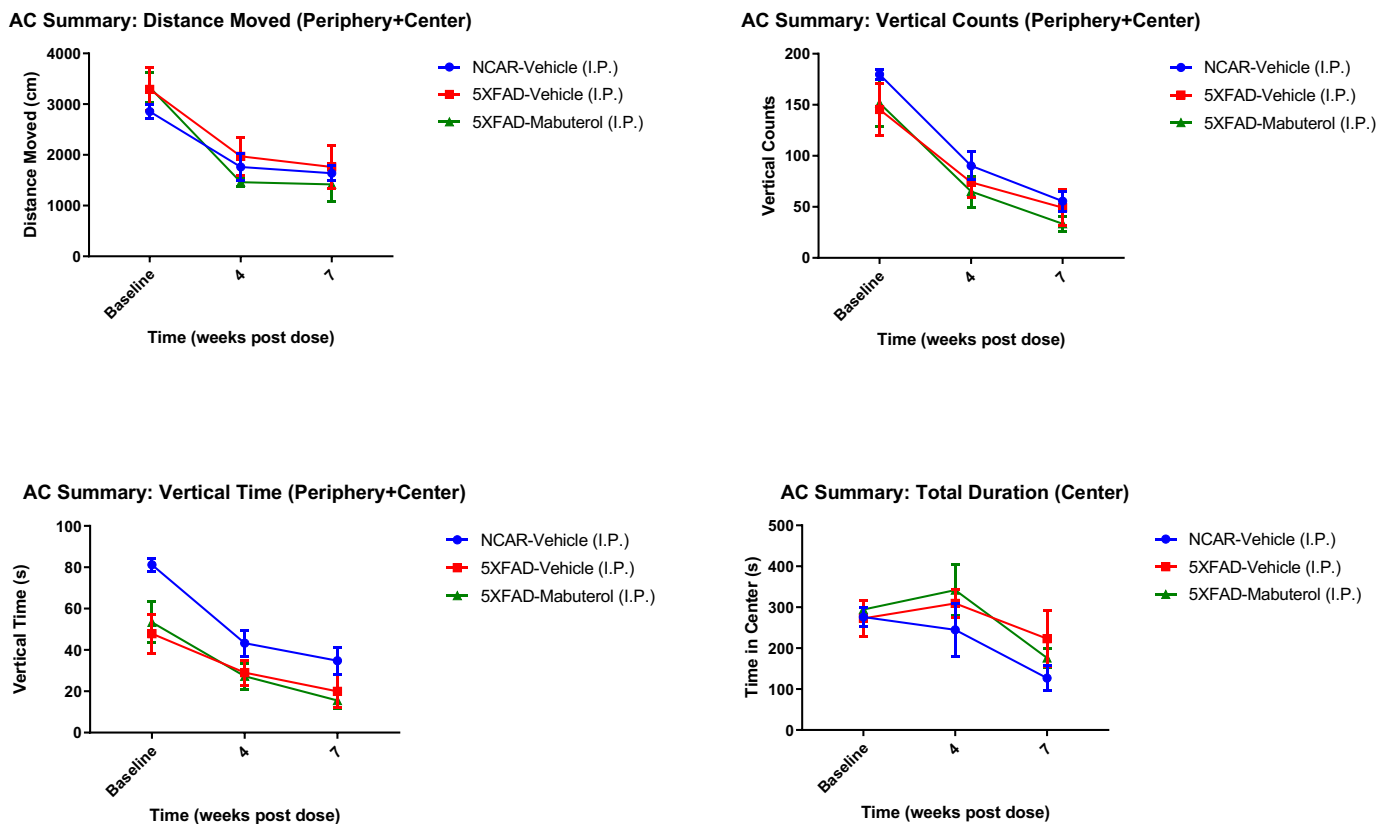 AC Summary: Distance Moved (Periphery+Center)
Distance Moved (cm)
4000
3000
2000
1000
0
Baseline
4
7
Time (weeks post dose)
NCAR-Vehicle (I.P.)
5XFAD-Vehicle (I.P.)
5XFAD-Mabuterol (I.P.)
AC Summary: Vertical Counts (Periphery+Center)
Vertical Counts
200
150
100
50
0
Baseline
4
7
Time (weeks post dose)
NCAR-Vehicle (I.P.)
5XFAD-Vehicle (I.P.)
5XFAD-Mabuterol (I.P.)
AC Summary: Vertical Time (Periphery+Center)
Vertical Time (s)
100
80
60
40
20
0
Baseline
4
7
Time (weeks post dose)
NCAR-Vehicle (I.P.)
5XFAD-Vehicle (I.P.)
5XFAD-Mabuterol (I.P.)
AC Summary: Total Duration (Center)
Time in Center (s)
500
400
300
200
100
0
Baseline
4
7
Time (weeks post dose)
NCAR-Vehicle (I.P.)
5XFAD-Vehicle (I.P.)
5XFAD-Mabuterol (I.P.)